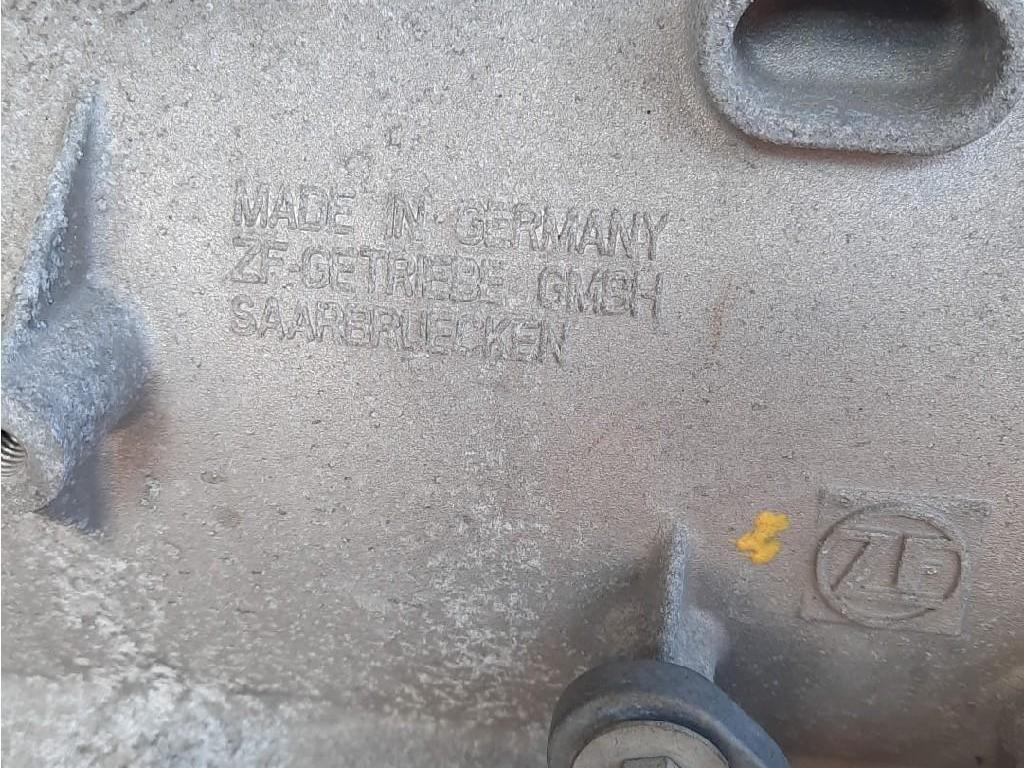 MADE IN GERMANY
ZF-GETRIEBE GMBH
SAARBRUECKEN
ZF